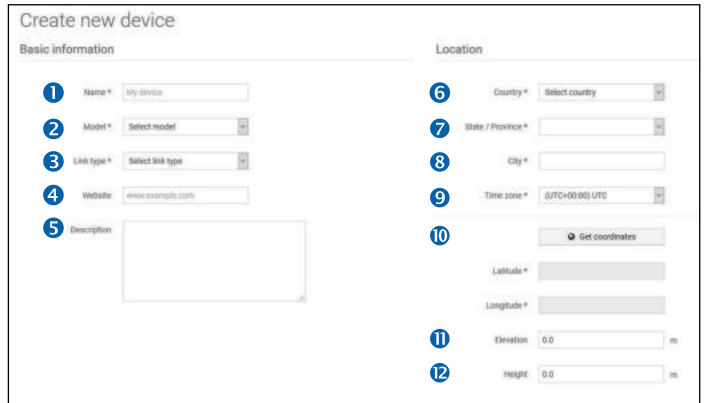 Create new device
Basic information
1 Name * My device
2 Model * Select model
3 Link type * Select link type
4 Website www.example.com
5 Description
Location
6 Country * Select country
7 State / Province *
8 City *
9 Time zone * (UTC+00:00) UTC
10 Get coordinates
Latitude *
Longitude *
11 Elevation 0.0 m
12 Height 0.0 m